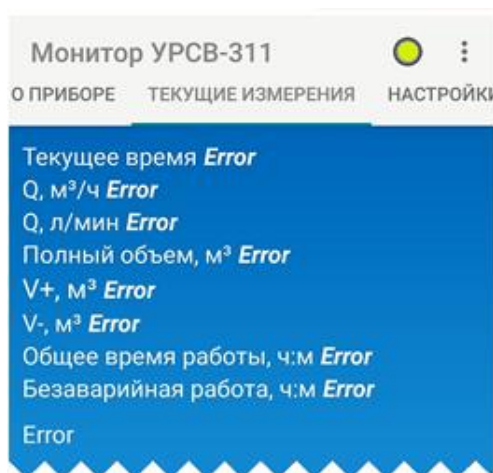 Монитор УРСВ-311
О ПРИБОРЕ ТЕКУЩИЕ ИЗМЕРЕНИЯ НАСТРОЙКИ
Текущее время Error
Q, м³/ч Error
Q, л/мин Error
Полный объем, м³ Error
V+, м³ Error
V-, м³ Error
Общее время работы, ч:м Error
Безаварийная работа, ч:м Error
Error